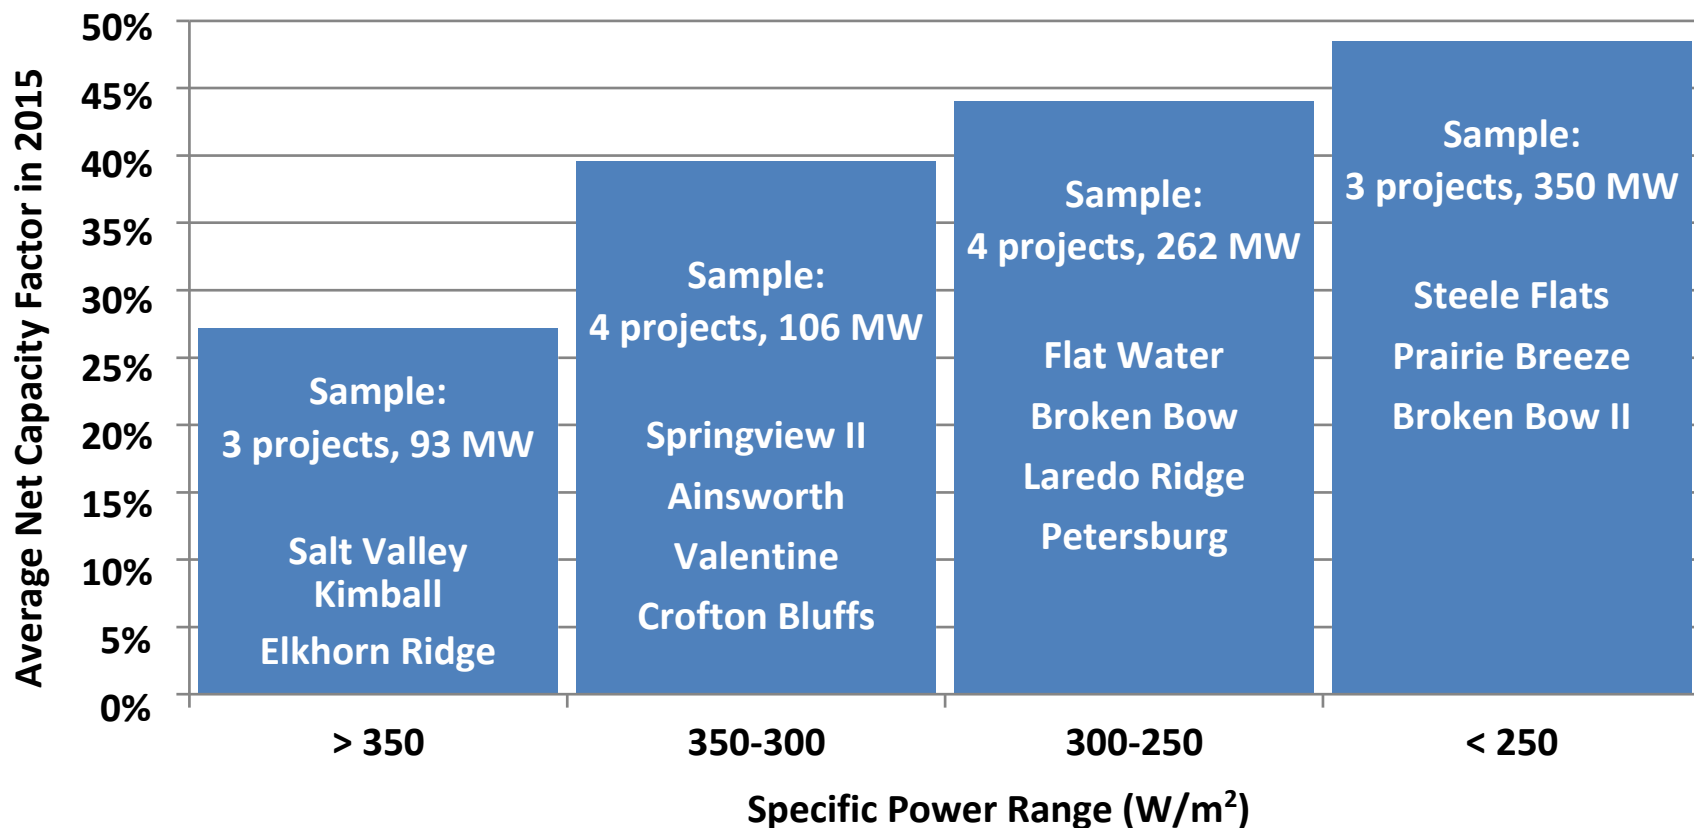 Average Net Capacity Factor in 2015
50%
45%
40%
35%
30%
25%
20%
15%
10%
5%
0%
Sample:
3 projects, 93 MW
Salt Valley
Kimball
Elkhorn Ridge
Sample:
4 projects, 106 MW
Springview II
Ainsworth
Valentine
Crofton Bluffs
Sample:
4 projects, 262 MW
Flat Water
Broken Bow
Laredo Ridge
Petersburg
Sample:
3 projects, 350 MW
Steele Flats
Prairie Breeze
Broken Bow II
> 350
350-300
300-250
< 250
Specific Power Range (W/m²)